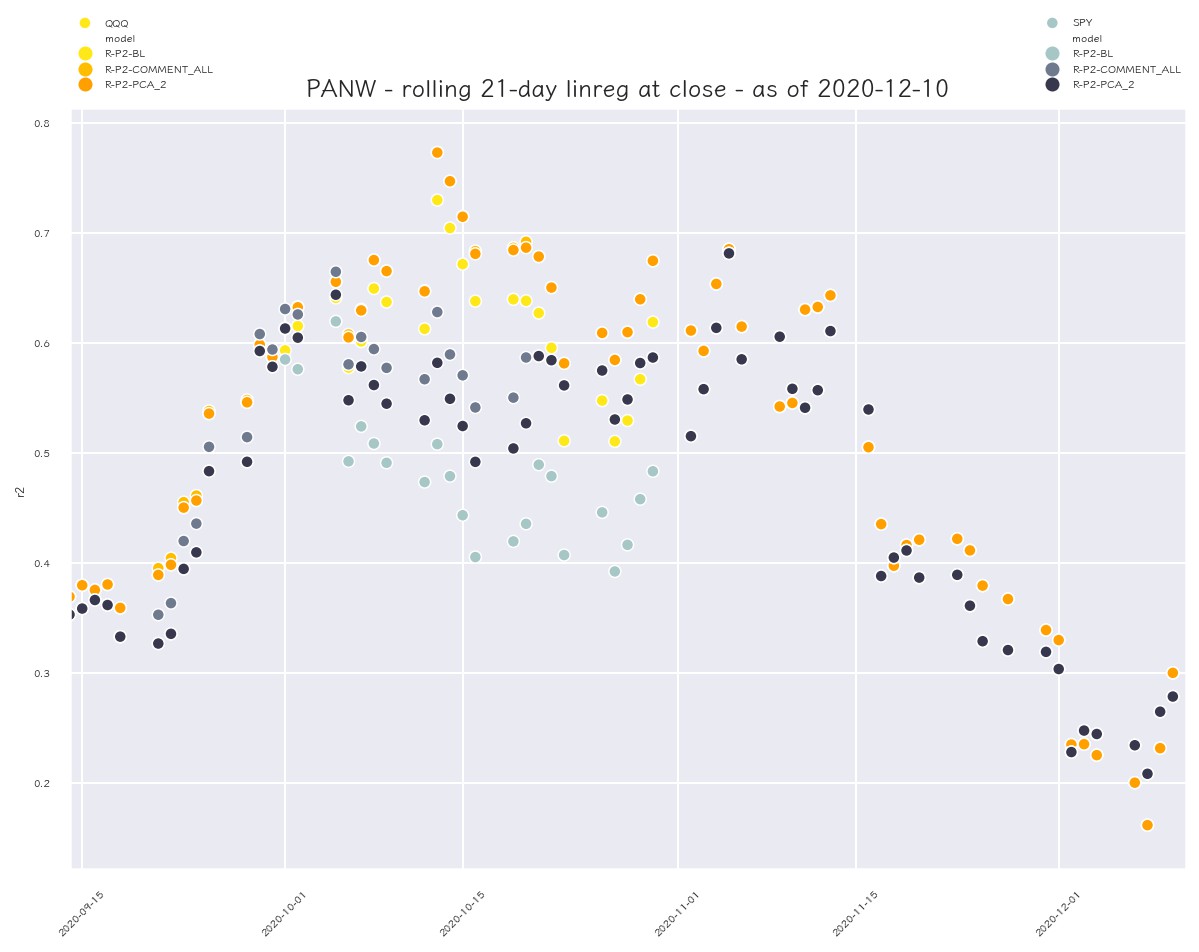 QQQ
model
R-P2-BL
R-P2-COMMENT_ALL
R-P2-PCA_2
SPY
model
R-P2-BL
R-P2-COMMENT_ALL
R-P2-PCA_2
PANW - rolling 21-day linreg at close - as of 2020-12-10
0.8
0.7
0.6
0.5
0.4
0.3
0.2
r2
2020-09-15
2020-10-01
2020-10-15
2020-11-01
2020-11-15
2020-12-01